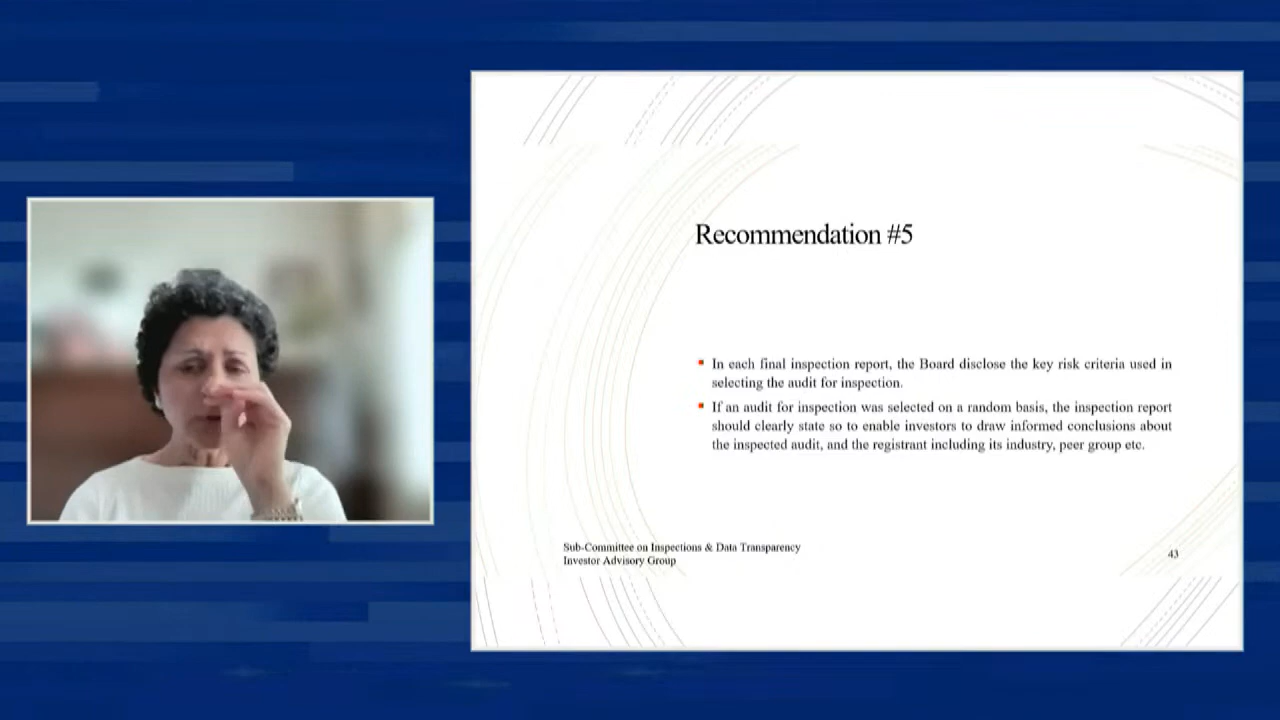 Recommendation #5
In each final inspection report, the Board disclose the key risk criteria used in
selecting the audit for inspection.
If an audit for inspection was selected on a random basis, the inspection report
should clearly state so to enable investors to draw informed conclusions about
the inspected audit, and the registrant including its industry, peer group etc.
Sub-Committee on Inspections & Data Transparency
Investor Advisory Group
43